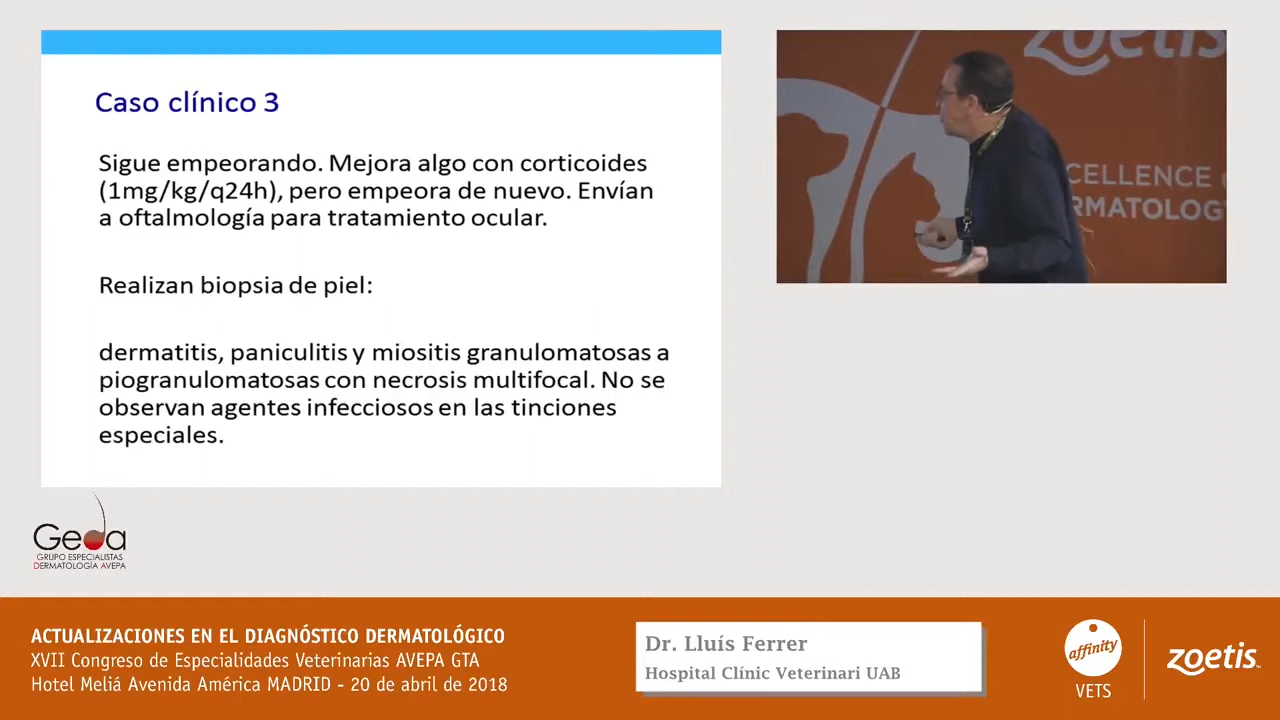 Caso clínico 3
Sigue empeorando. Mejora algo con corticoides
(1mg/kg/q24h), pero empeora de nuevo. Envían
a oftalmología para tratamiento ocular.
Realizan biopsia de piel:
dermatitis, paniculitis y miositis granulomatosas a
piogranulomatosas con necrosis multifocal. No se
observan agentes infecciosos en las tinciones
especiales.
zoetis
CELLENCE
RMATOLOGY
Geda
GRUPO ESPECIALISTAS
DERMATOLOGÍA AVEPA
ACTUALIZACIONES EN EL DIAGNÓSTICO DERMATOLÓGICO
XVII Congreso de Especialidades Veterinarias AVEPA GTA
Hotel Meliá Avenida América MADRID - 20 de abril de 2018
Dr. Lluís Ferrer
Hospital Clínic Veterinari UAB
affinity
VETS
zoetis™